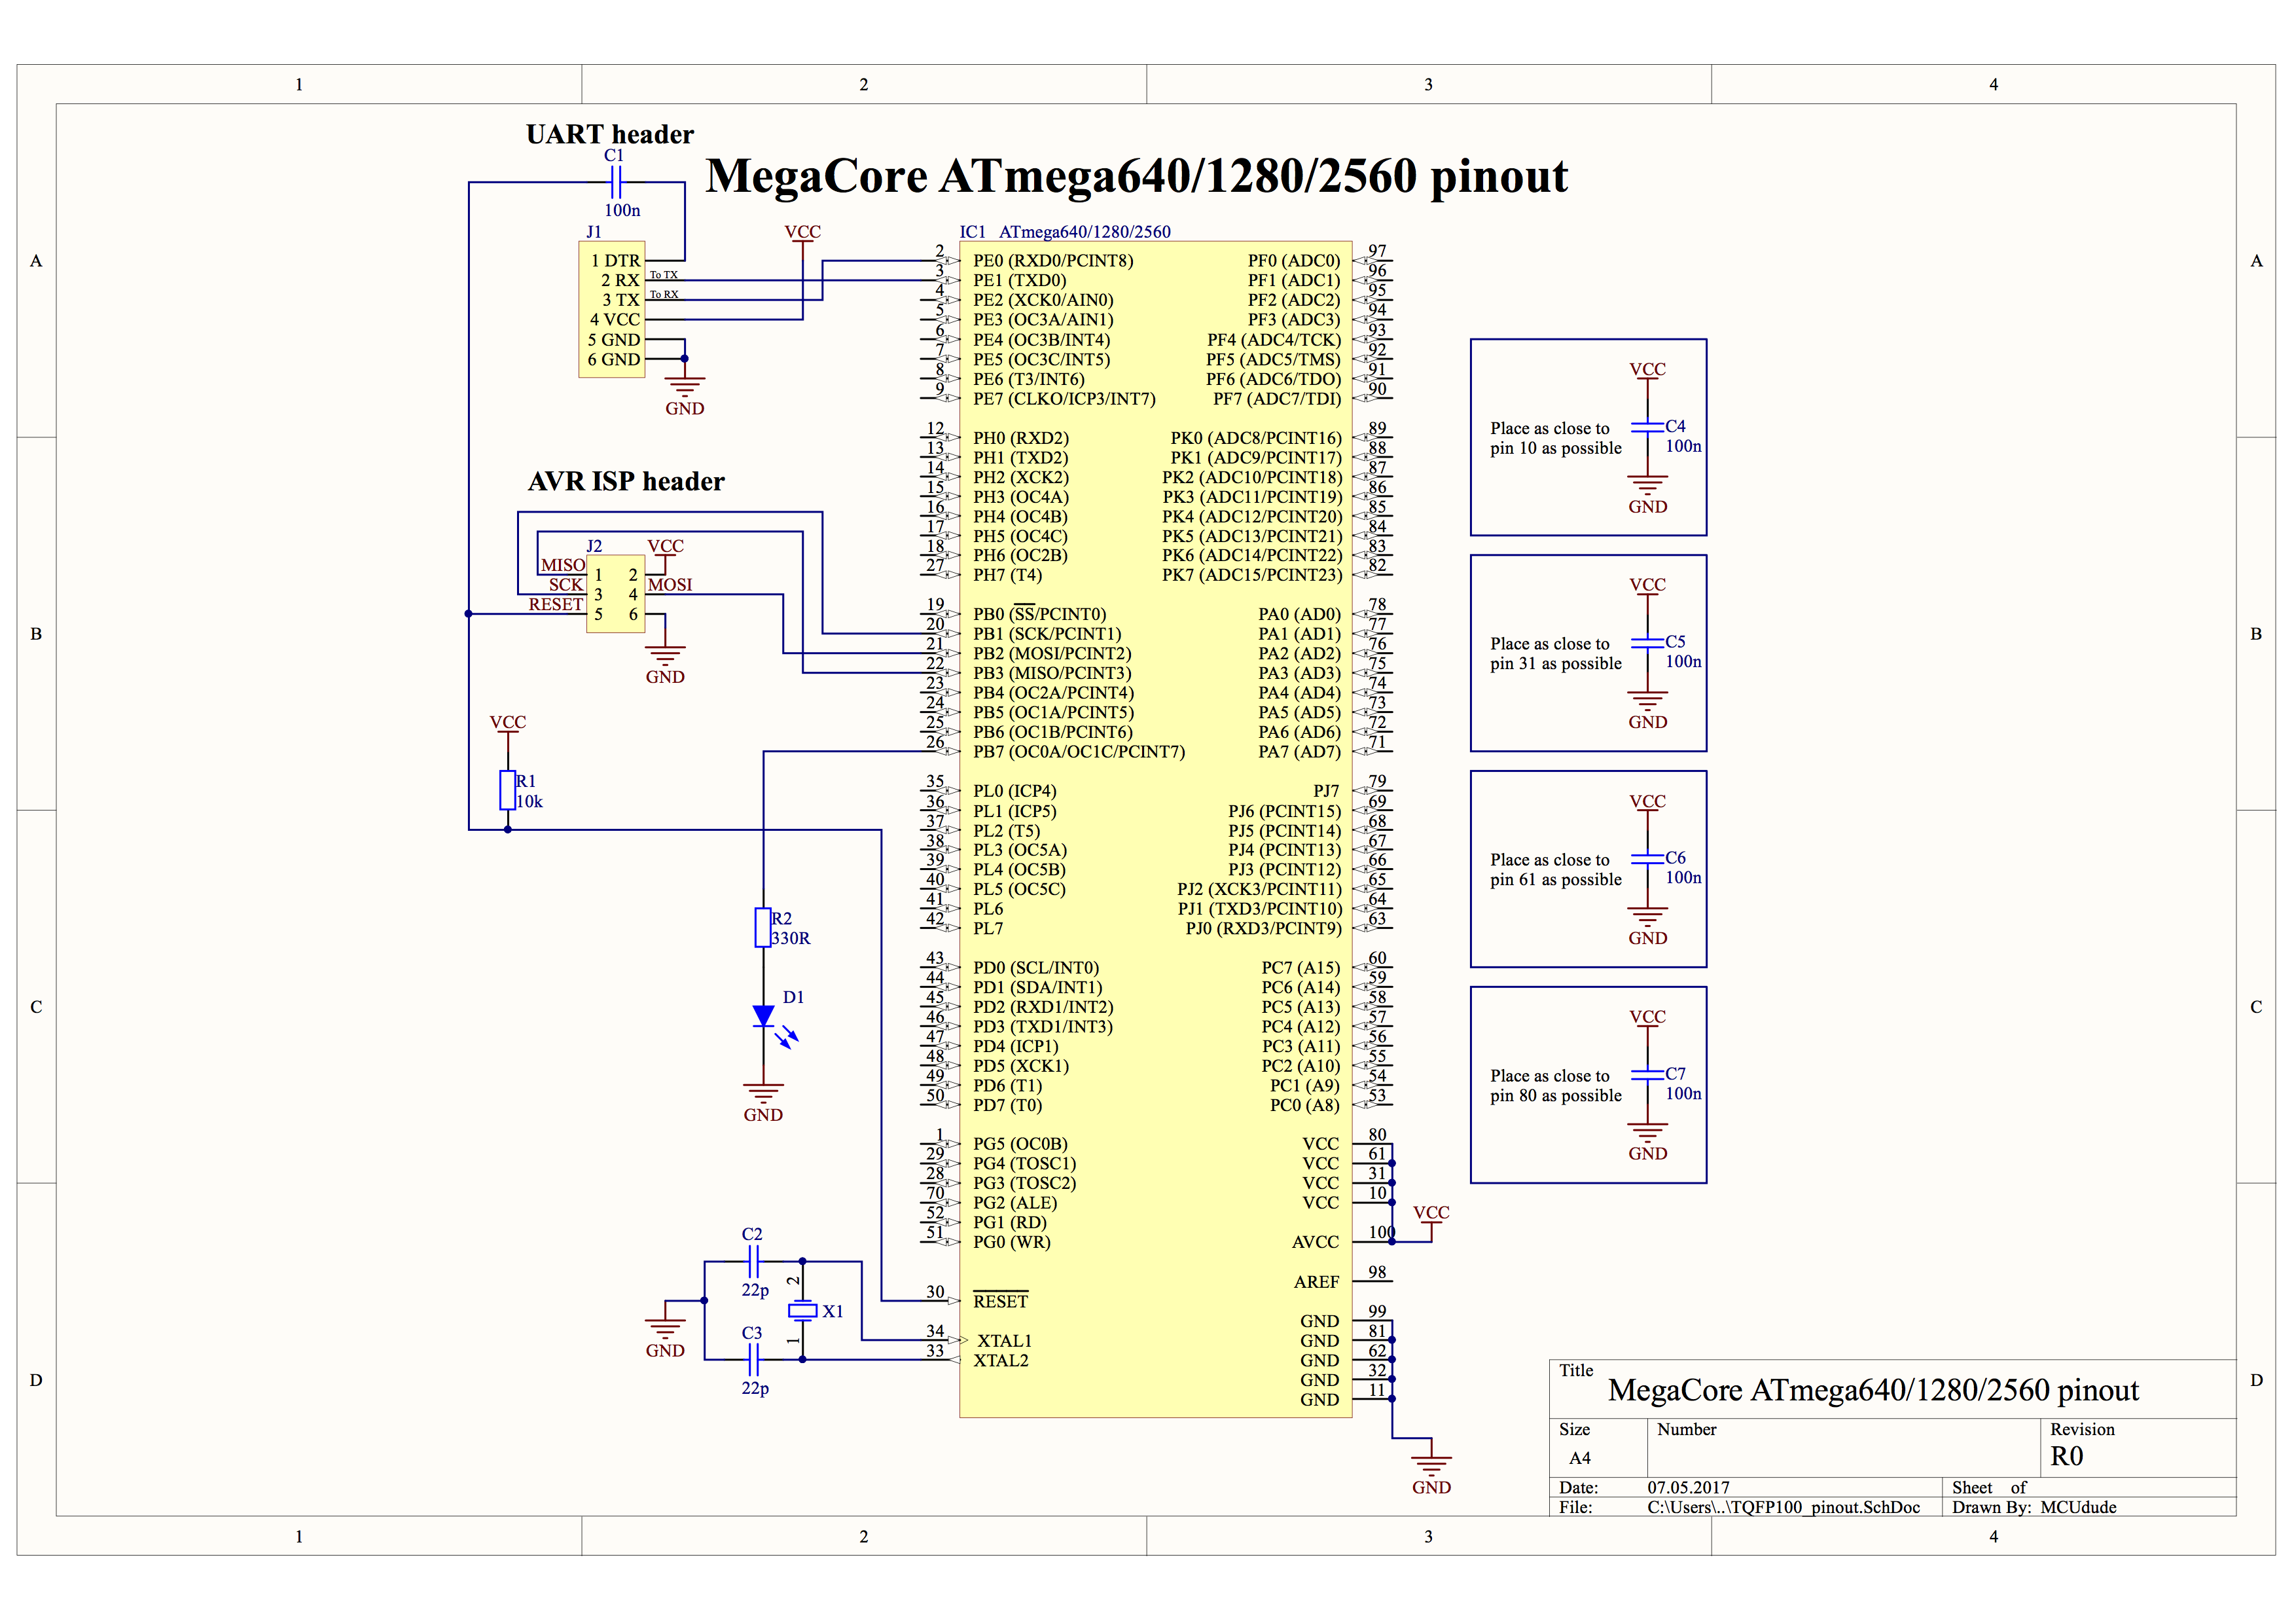 1 2 3 4
UART header
C1
100n
MegaCore ATmega640/1280/2560 pinout
A
A
J1
1 DTR
2 RX
3 TX
4 VCC
5 GND
6 GND
To TX
To RX
VCC
GND
IC1 ATmega640/1280/2560
2 PE0 (RXD0/PCINT8)
3 PE1 (TXD0)
4 PE2 (XCK0/AIN0)
5 PE3 (OC3A/AIN1)
6 PE4 (OC3B/INT4)
7 PE5 (OC3C/INT5)
8 PE6 (T3/INT6)
9 PE7 (CLKO/ICP3/INT7)
12 PH0 (RXD2)
13 PH1 (TXD2)
14 PH2 (XCK2)
15 PH3 (OC4A)
16 PH4 (OC4B)
17 PH5 (OC4C)
18 PH6 (OC2B)
27 PH7 (T4)
19 PB0 (SS/PCINT0)
20 PB1 (SCK/PCINT1)
21 PB2 (MOSI/PCINT2)
22 PB3 (MISO/PCINT3)
23 PB4 (OC2A/PCINT4)
24 PB5 (OC1A/PCINT5)
25 PB6 (OC1B/PCINT6)
26 PB7 (OC0A/OC1C/PCINT7)
35 PL0 (ICP4)
36 PL1 (ICP5)
37 PL2 (T5)
38 PL3 (OC5A)
39 PL4 (OC5B)
40 PL5 (OC5C)
41 PL6
42 PL7
43 PD0 (SCL/INT0)
44 PD1 (SDA/INT1)
45 PD2 (RXD1/INT2)
46 PD3 (TXD1/INT3)
47 PD4 (ICP1)
48 PD5 (XCK1)
49 PD6 (T1)
50 PD7 (T0)
1 PG5 (OC0B)
29 PG4 (TOSC1)
28 PG3 (TOSC2)
70 PG2 (ALE)
52 PG1 (RD)
51 PG0 (WR)
30 RESET
34 XTAL1
33 XTAL2
PF0 (ADC0) 97
PF1 (ADC1) 96
PF2 (ADC2) 95
PF3 (ADC3) 94
PF4 (ADC4/TCK) 93
PF5 (ADC5/TMS) 92
PF6 (ADC6/TDO) 91
PF7 (ADC7/TDI) 90
PK0 (ADC8/PCINT16) 89
PK1 (ADC9/PCINT17) 88
PK2 (ADC10/PCINT18) 87
PK3 (ADC11/PCINT19) 86
PK4 (ADC12/PCINT20) 85
PK5 (ADC13/PCINT21) 84
PK6 (ADC14/PCINT22) 83
PK7 (ADC15/PCINT23) 82
PA0 (AD0) 78
PA1 (AD1) 77
PA2 (AD2) 76
PA3 (AD3) 75
PA4 (AD4) 74
PA5 (AD5) 73
PA6 (AD6) 72
PA7 (AD7) 71
PJ7 79
PJ6 (PCINT15) 69
PJ5 (PCINT14) 68
PJ4 (PCINT13) 67
PJ3 (PCINT12) 66
PJ2 (XCK3/PCINT11) 65
PJ1 (TXD3/PCINT10) 64
PJ0 (RXD3/PCINT9) 63
PC7 (A15) 60
PC6 (A14) 59
PC5 (A13) 58
PC4 (A12) 57
PC3 (A11) 56
PC2 (A10) 55
PC1 (A9) 54
PC0 (A8) 53
VCC 80
VCC 61
VCC 31
VCC 10
AVCC 100
VCC
AREF 98
GND 99
GND 81
GND 62
GND 32
GND 11
GND
AVR ISP header
J2
VCC
MISO 1 2
SCK 3 4 MOSI
RESET 5 6
GND
B
B
VCC
R1
10k
R2
330R
D1
GND
C
C
C2
22p
2
X1
1
C3
22p
GND
VCC
Place as close to
pin 10 as possible
C4
100n
GND
VCC
Place as close to
pin 31 as possible
C5
100n
GND
VCC
Place as close to
pin 61 as possible
C6
100n
GND
VCC
Place as close to
pin 80 as possible
C7
100n
GND
D
D
Title
MegaCore ATmega640/1280/2560 pinout
Size Number Revision
A4 R0
Date: 07.05.2017 Sheet of
File: C:\Users\..\TQFP100_pinout.SchDoc Drawn By: MCUdude
1 2 3 4